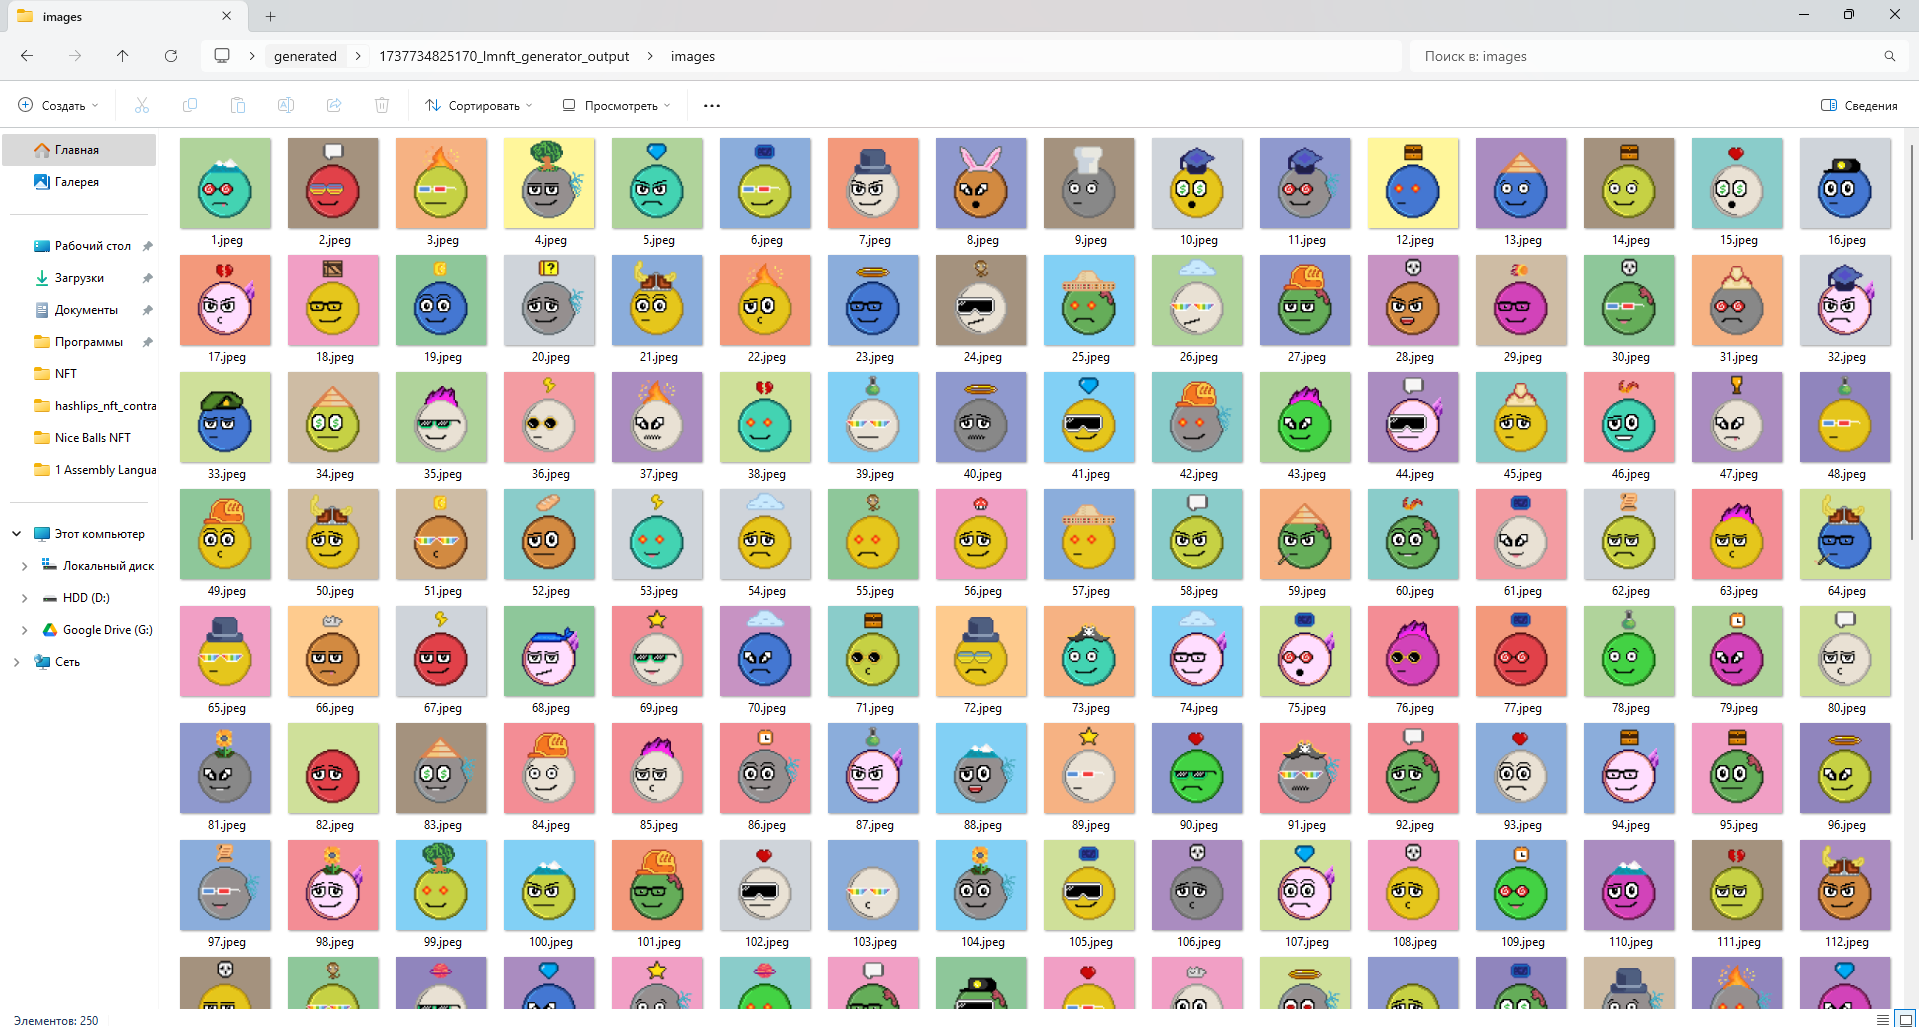 images
generated > 1737734825170_lmnft_generator_output > images
Поиск в: images
Создать
Сортировать
Просмотреть
Сведения
Главная
Галерея
Рабочий стол
Загрузки
Документы
Программы
NFT
hashlips_nft_contra
Nice Balls NFT
1 Assembly Langua
Этот компьютер
Локальный диск
HDD (D:)
Google Drive (G:)
Сеть
1.jpeg 2.jpeg 3.jpeg 4.jpeg 5.jpeg 6.jpeg 7.jpeg 8.jpeg 9.jpeg 10.jpeg 11.jpeg 12.jpeg 13.jpeg 14.jpeg 15.jpeg 16.jpeg
17.jpeg 18.jpeg 19.jpeg 20.jpeg 21.jpeg 22.jpeg 23.jpeg 24.jpeg 25.jpeg 26.jpeg 27.jpeg 28.jpeg 29.jpeg 30.jpeg 31.jpeg 32.jpeg
33.jpeg 34.jpeg 35.jpeg 36.jpeg 37.jpeg 38.jpeg 39.jpeg 40.jpeg 41.jpeg 42.jpeg 43.jpeg 44.jpeg 45.jpeg 46.jpeg 47.jpeg 48.jpeg
49.jpeg 50.jpeg 51.jpeg 52.jpeg 53.jpeg 54.jpeg 55.jpeg 56.jpeg 57.jpeg 58.jpeg 59.jpeg 60.jpeg 61.jpeg 62.jpeg 63.jpeg 64.jpeg
65.jpeg 66.jpeg 67.jpeg 68.jpeg 69.jpeg 70.jpeg 71.jpeg 72.jpeg 73.jpeg 74.jpeg 75.jpeg 76.jpeg 77.jpeg 78.jpeg 79.jpeg 80.jpeg
81.jpeg 82.jpeg 83.jpeg 84.jpeg 85.jpeg 86.jpeg 87.jpeg 88.jpeg 89.jpeg 90.jpeg 91.jpeg 92.jpeg 93.jpeg 94.jpeg 95.jpeg 96.jpeg
97.jpeg 98.jpeg 99.jpeg 100.jpeg 101.jpeg 102.jpeg 103.jpeg 104.jpeg 105.jpeg 106.jpeg 107.jpeg 108.jpeg 109.jpeg 110.jpeg 111.jpeg 112.jpeg
Элементов: 250